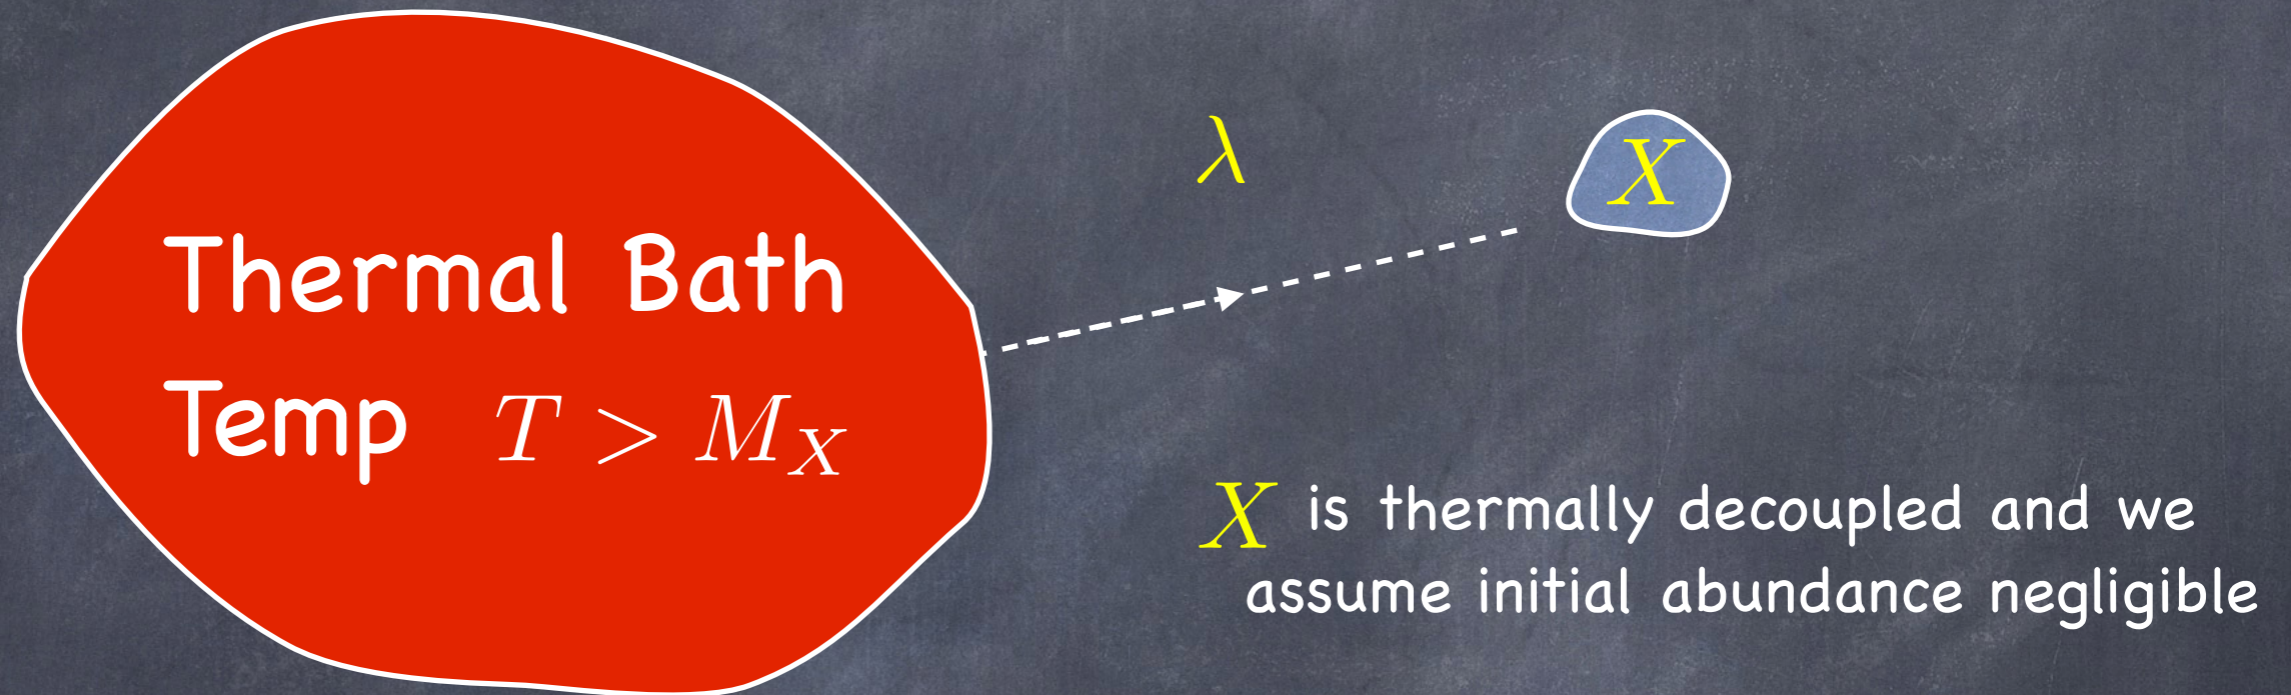 λ
X
Thermal Bath
Temp T > M_X
X is thermally decoupled and we
assume initial abundance negligible